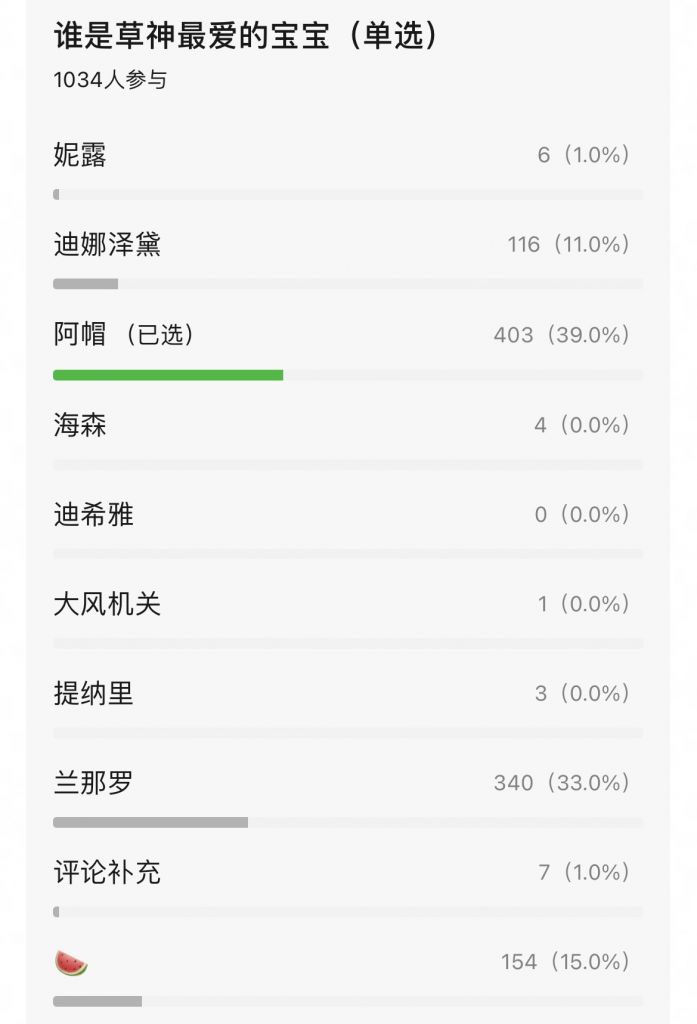 谁是草神最爱的宝宝（单选）
1034人参与
妮露 6（1.0%）
迪娜泽黛 116（11.0%）
阿帽 （已选） 403（39.0%）
海森 4（0.0%）
迪希雅 0（0.0%）
大风机关 1（0.0%）
提纳里 3（0.0%）
兰那罗 340（33.0%）
评论补充 7（1.0%）
🍉 154（15.0%）